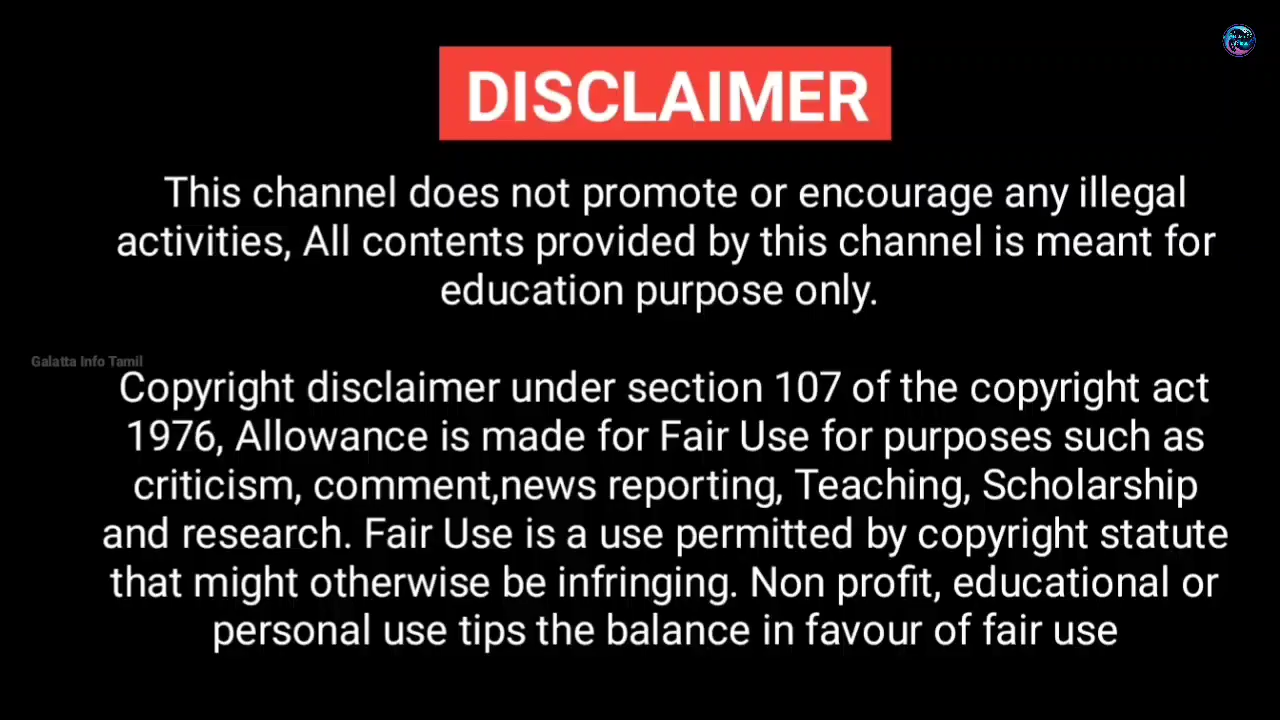 DISCLAIMER
This channel does not promote or encourage any illegal
activities, All contents provided by this channel is meant for
education purpose only.
Galatta Info Tamil
Copyright disclaimer under section 107 of the copyright act
1976, Allowance is made for Fair Use for purposes such as
criticism, comment,news reporting, Teaching, Scholarship
and research. Fair Use is a use permitted by copyright statute
that might otherwise be infringing. Non profit, educational or
personal use tips the balance in favour of fair use